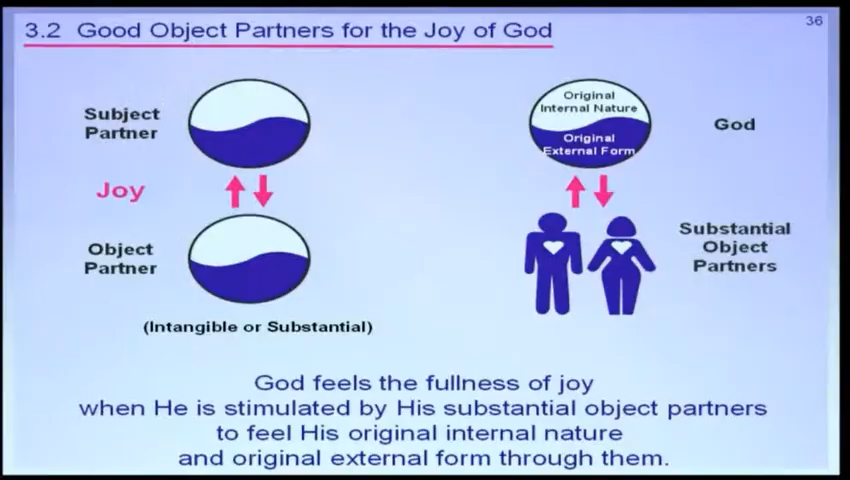 3.2 Good Object Partners for the Joy of God
36
Subject
Partner
Joy
Object
Partner
(Intangible or Substantial)
Original
Internal Nature
Original
External Form
God
Substantial
Object
Partners
God feels the fullness of joy
when He is stimulated by His substantial object partners
to feel His original internal nature
and original external form through them.